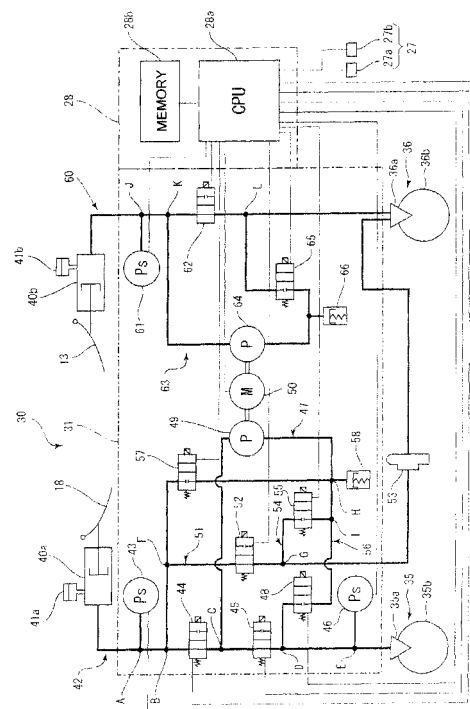 30
31
18
40a
41a
42
43
Ps
44
A
B
C
F
51
52
57
49
P
50
M
47
54
55
45
48
G
H
I
58
56
46
Ps
D
E
53
35a
35
35b
13
40b
41b
60
61
Ps
J
K
62
63
64
P
65
L
66
36a
36
36b
28
28b
MEMORY
28a
CPU
27a
27b
27